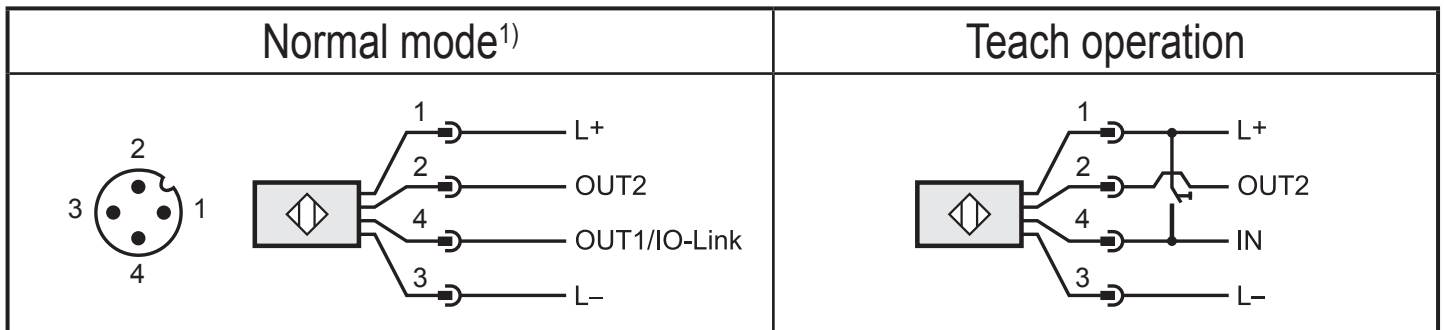 Normal mode1)
Teach operation
2
3
1
4
1
L+
2
OUT2
4
OUT1/IO-Link
3
L–
1
L+
2
OUT2
4
IN
3
L–